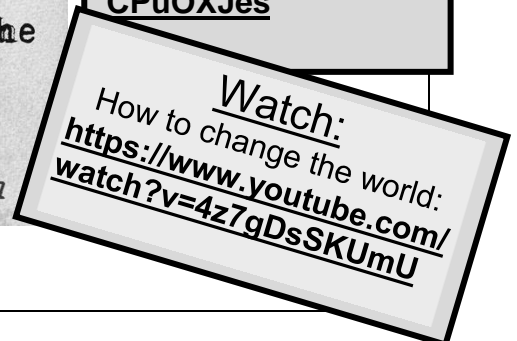 CPuOXJes
he
Watch:
How to change the world:
https://www.youtube.com/
watch?v=4z7gDsSKUmU